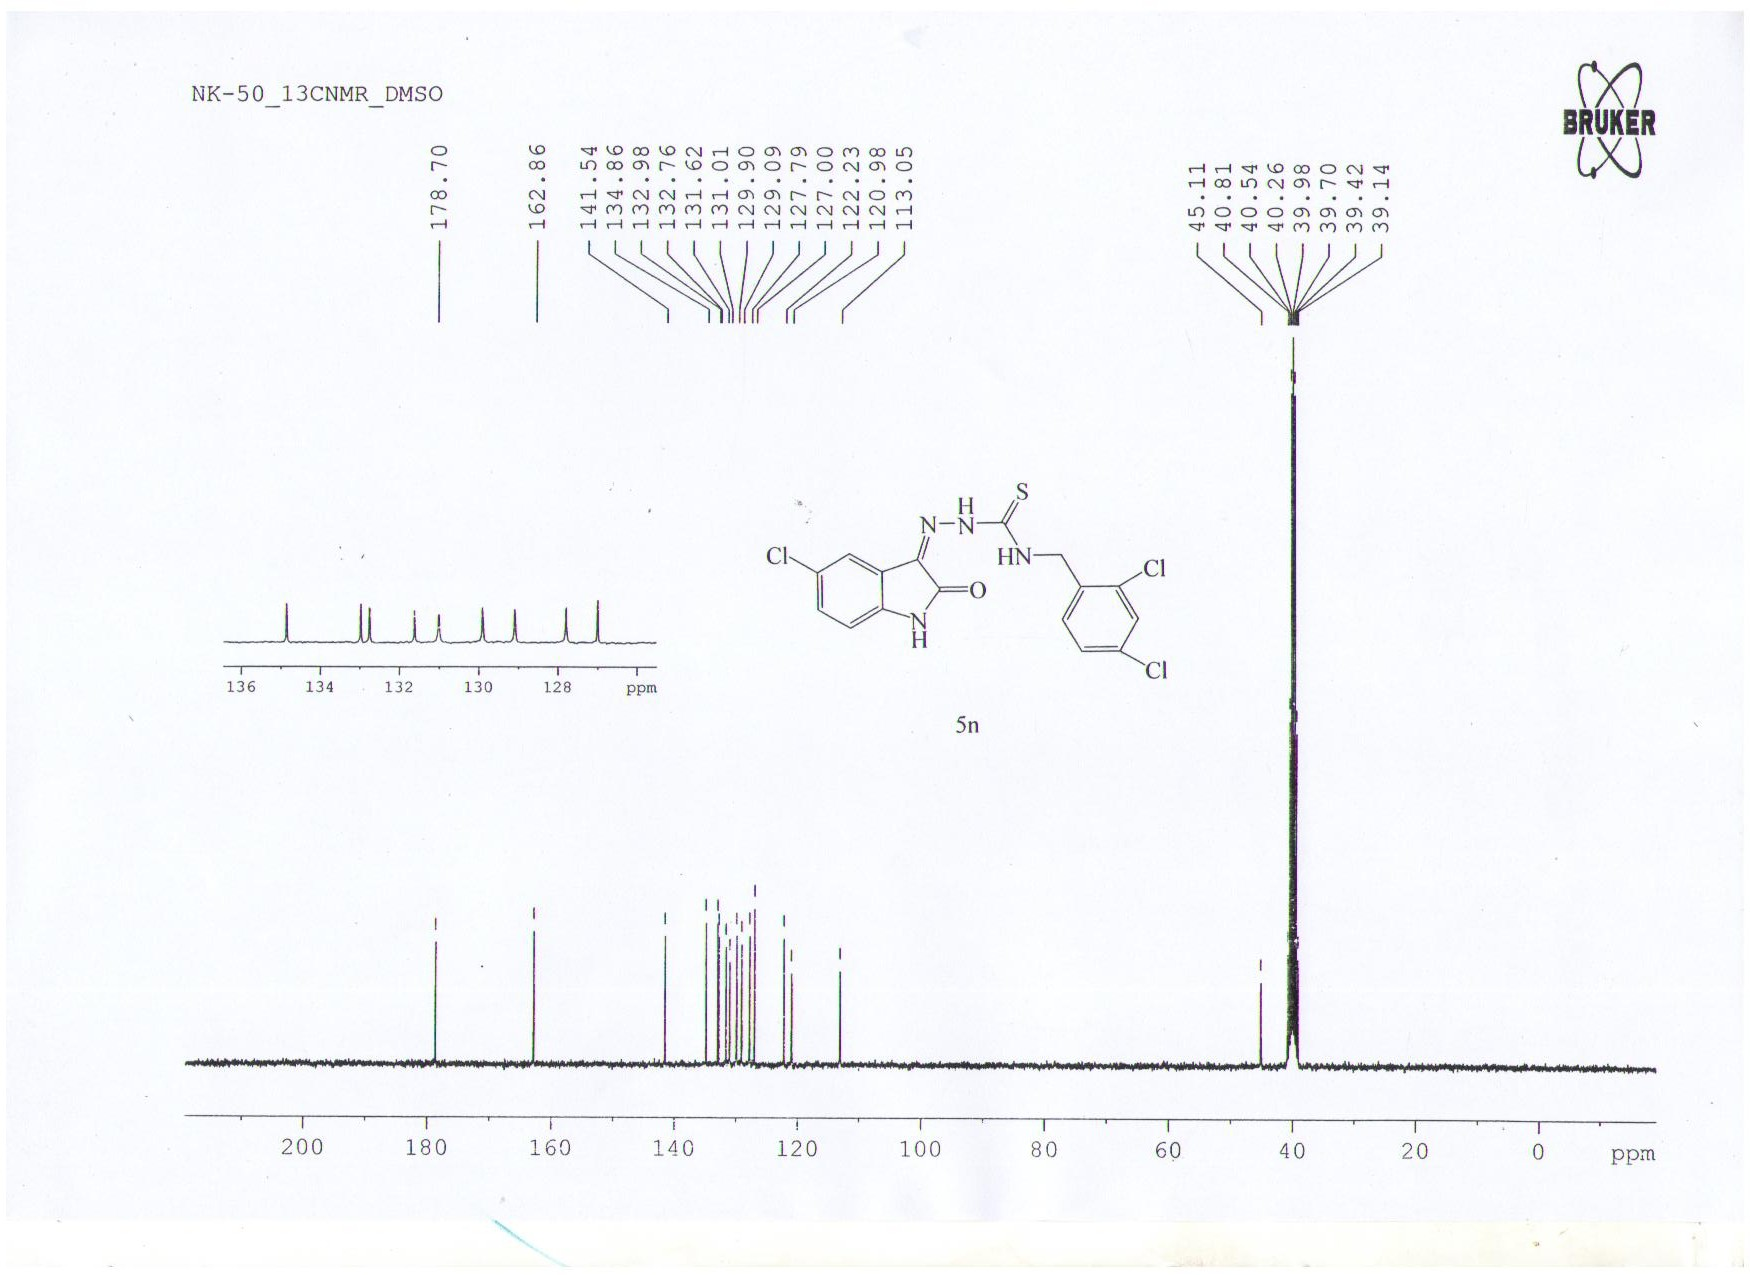 NK-50_13CNMR_DMSO
BRUKER
178.70
162.86
141.54
134.86
132.98
132.76
131.62
131.01
129.90
129.09
127.79
127.00
122.23
120.98
113.05
45.11
40.81
40.54
40.26
39.98
39.70
39.42
39.14
S
H
N
N
HN
Cl
Cl
O
N
H
Cl
136 134 132 130 128 ppm
5n
200 180 160 140 120 100 80 60 40 20 0 ppm